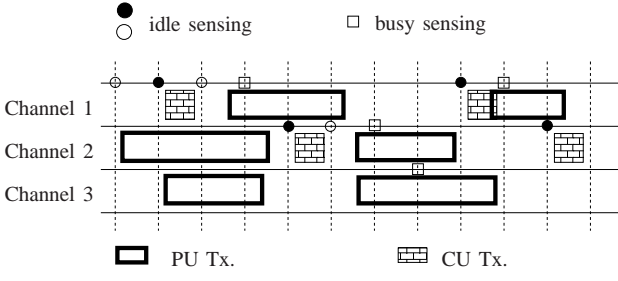 idle sensing
busy sensing
Channel 1
Channel 2
Channel 3
PU Tx.
CU Tx.